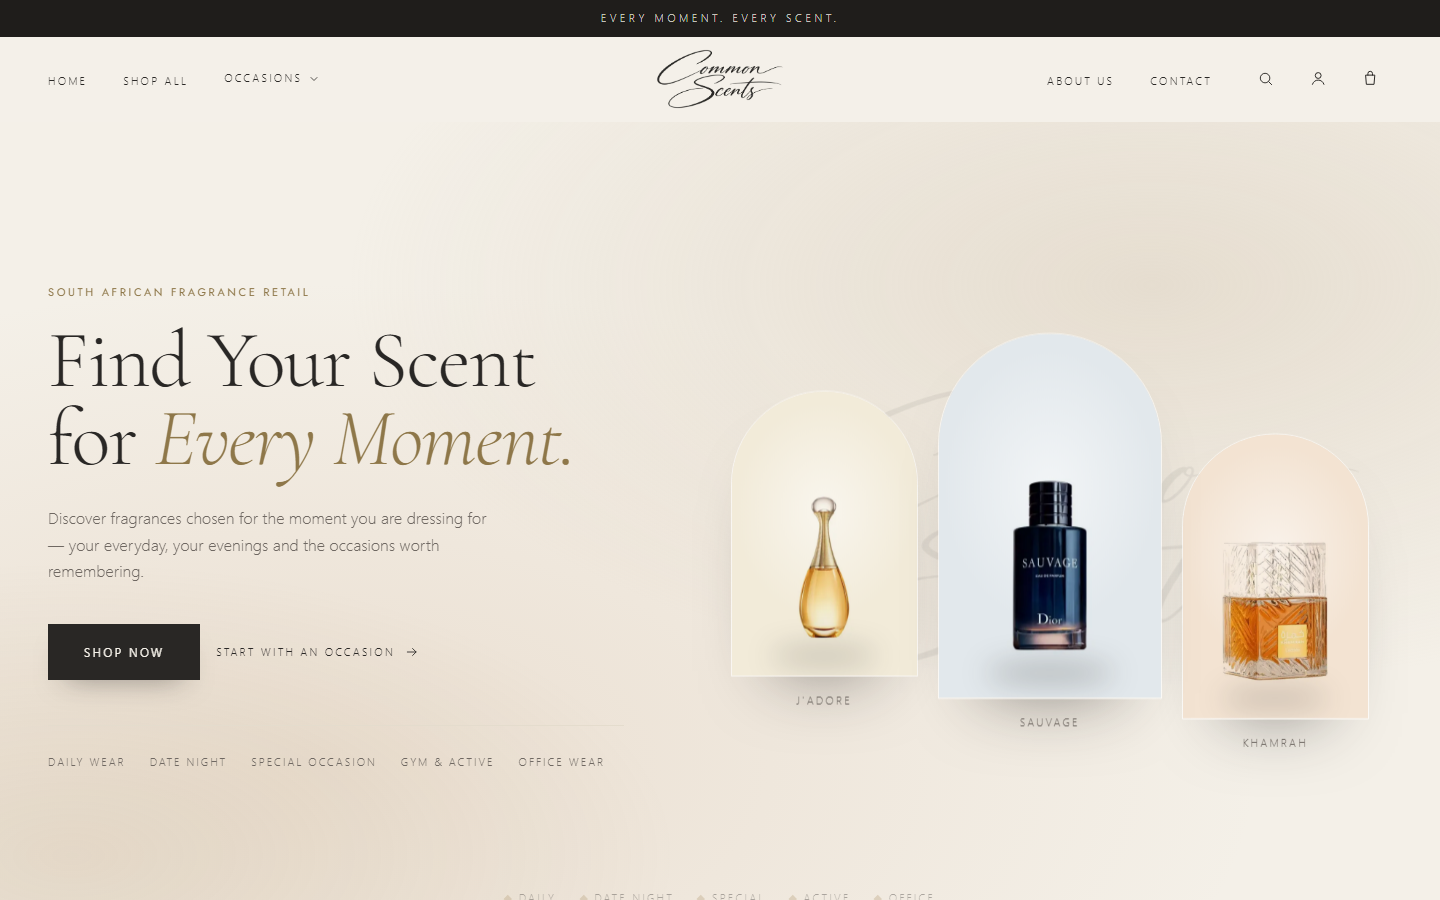 EVERY MOMENT. EVERY SCENT.
HOME SHOP ALL OCCASIONS
Common
Scents
ABOUT US CONTACT
SOUTH AFRICAN FRAGRANCE RETAIL
Find Your Scent
for Every Moment.
Discover fragrances chosen for the moment you are dressing for
— your everyday, your evenings and the occasions worth
remembering.
SHOP NOW START WITH AN OCCASION →
DAILY WEAR DATE NIGHT SPECIAL OCCASION GYM & ACTIVE OFFICE WEAR
J'ADORE
SAUVAGE
EAU DE PARFUM
Dior
SAUVAGE
KHAMRAH
◆ DAILY ◆ DATE NIGHT ◆ SPECIAL ◆ ACTIVE ◆ OFFICE